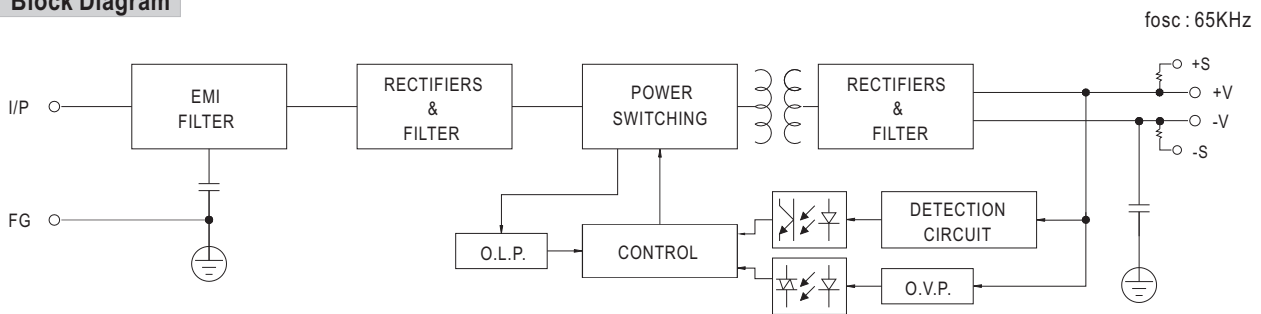 Block Diagram
fosc : 65KHz
I/P
EMI
FILTER
RECTIFIERS
&
FILTER
POWER
SWITCHING
RECTIFIERS
&
FILTER
+S
+V
-V
-S
FG
O.L.P.
CONTROL
DETECTION
CIRCUIT
O.V.P.